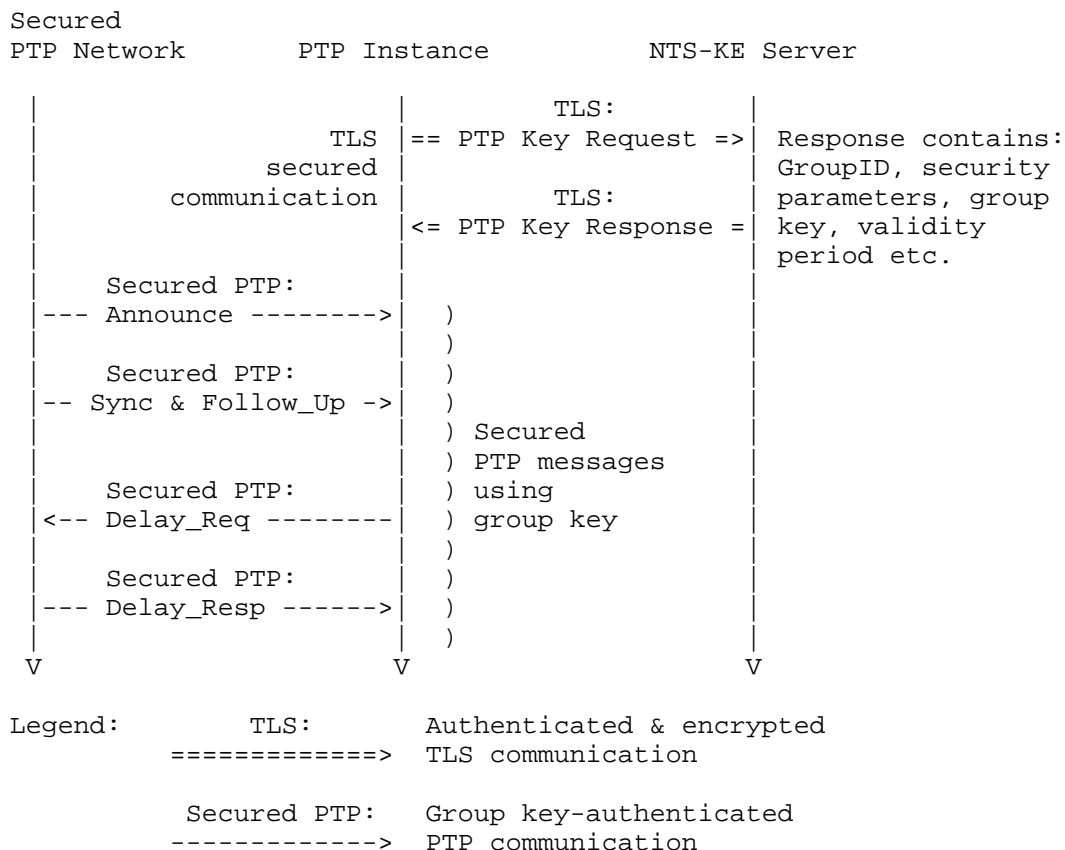 Secured
PTP Network        PTP Instance           NTS-KE Server

 |                        |          TLS:         |
 |                    TLS |== PTP Key Request =>| Response contains:
 |                secured |                       | GroupID, security
 |          communication |          TLS:         | parameters, group
 |                        |<= PTP Key Response =| key, validity
 |                        |                       | period etc.
 |     Secured PTP:       |                       |
 |--- Announce -------->|  )                    |
 |                        |  )                    |
 |     Secured PTP:       |  )                    |
 |-- Sync & Follow_Up ->|  )                    |
 |                        |  ) Secured            |
 |                        |  ) PTP messages       |
 |     Secured PTP:       |  ) using              |
 |<-- Delay_Req --------|  ) group key          |
 |                        |  )                    |
 |     Secured PTP:       |  )                    |
 |--- Delay_Resp ------>|  )                    |
 |                        |  )                    |
 V                        V                       V

Legend:         TLS:       Authenticated & encrypted
           =============>  TLS communication

            Secured PTP:   Group key-authenticated
           ------------->  PTP communication